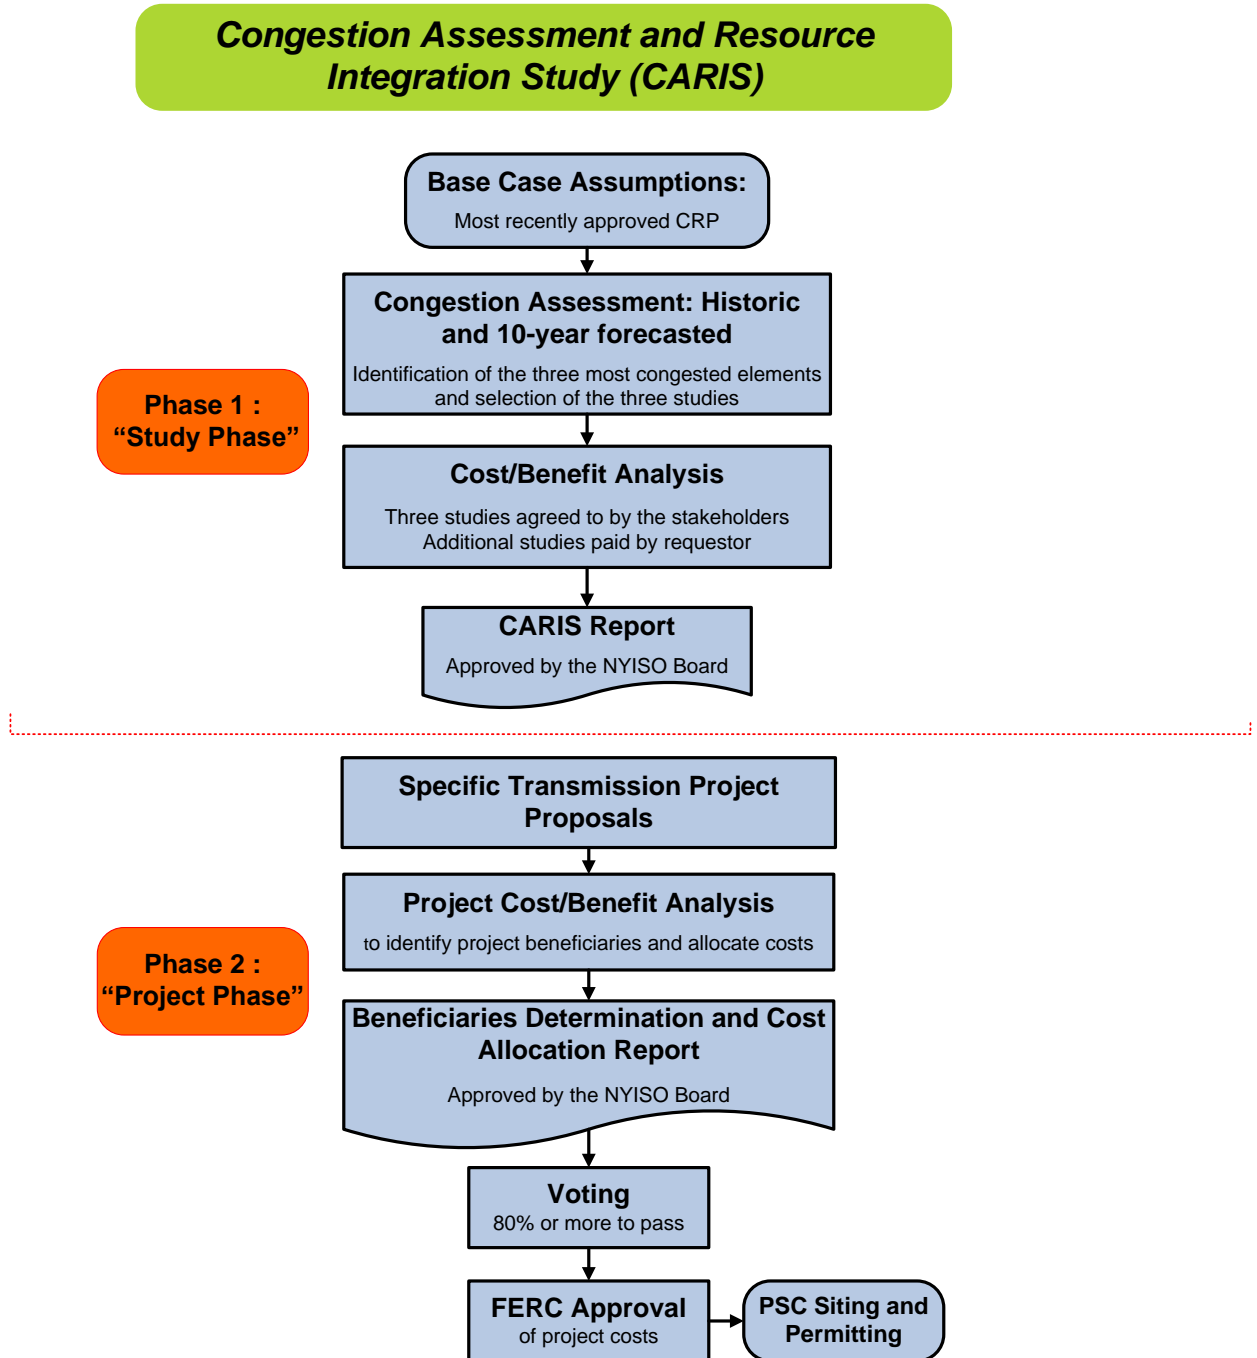 Congestion Assessment and Resource
Integration Study (CARIS)
Base Case Assumptions:
Most recently approved CRP
Congestion Assessment: Historic
and 10-year forecasted
Identification of the three most congested elements
and selection of the three studies
Phase 1 :
“Study Phase”
Cost/Benefit Analysis
Three studies agreed to by the stakeholders
Additional studies paid by requestor
CARIS Report
Approved by the NYISO Board
Specific Transmission Project
Proposals
Project Cost/Benefit Analysis
to identify project beneficiaries and allocate costs
Phase 2 :
“Project Phase”
Beneficiaries Determination and Cost
Allocation Report
Approved by the NYISO Board
Voting
80% or more to pass
FERC Approval
of project costs
PSC Siting and
Permitting